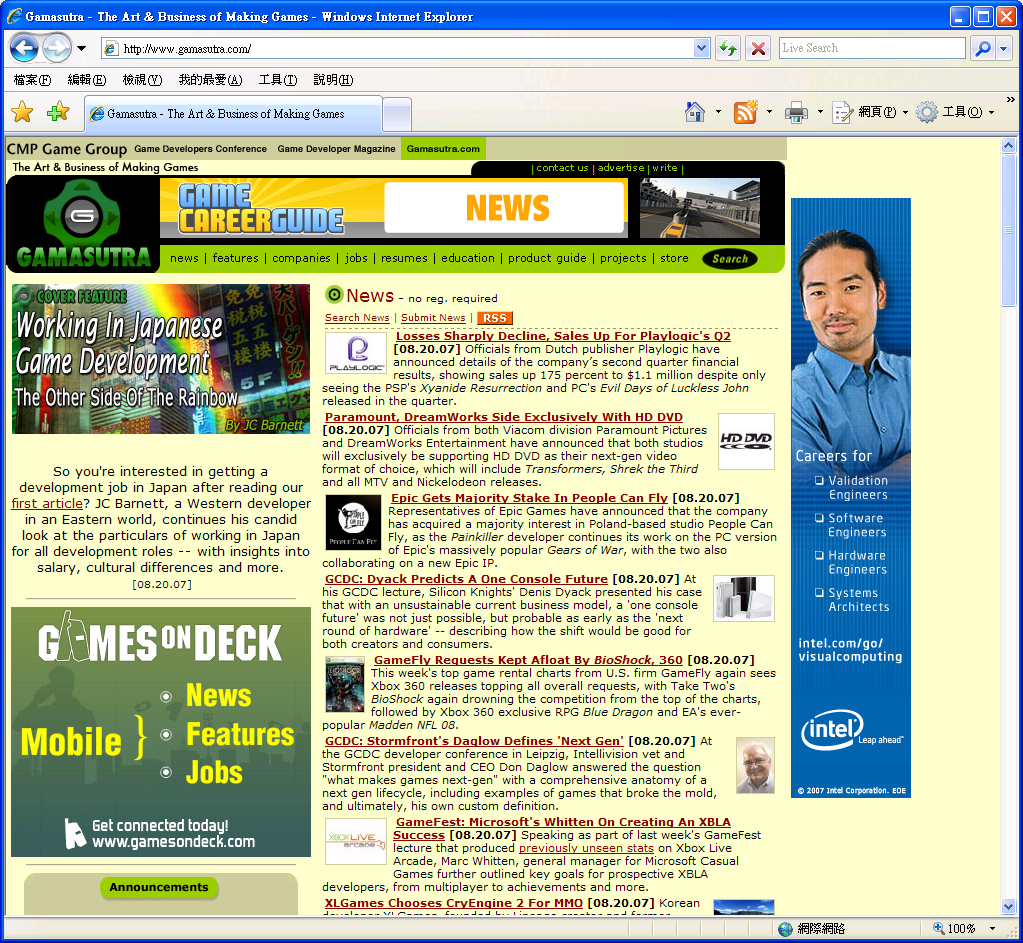 Gamasutra - The Art & Business of Making Games - Windows Internet Explorer
http://www.gamasutra.com/
Live Search
檔案(F) 編輯(E) 檢視(V) 我的最愛(A) 工具(T) 說明(H)
Gamasutra - The Art & Business of Making Games
網頁(P) 工具(O) »
CMP Game Group Game Developers Conference Game Developer Magazine Gamasutra.com
The Art & Business of Making Games
| contact us | advertise | write |
G
GAMASUTRA
GAME
CAREERGUIDE
NEWS
news | features | companies | jobs | resumes | education | product guide | projects | store
Search
COVER FEATURE
Working In Japanese
Game Development
The Other Side Of The Rainbow
By JC Barnett
So you're interested in getting a
development job in Japan after reading our
first article? JC Barnett, a Western developer
in an Eastern world, continues his candid
look at the particulars of working in Japan
for all development roles -- with insights into
salary, cultural differences and more.
[08.20.07]
GAMES ON DECK
Mobile }
News
Features
Jobs
Get connected today!
www.gamesondeck.com
Announcements
News - no reg. required
Search News | Submit News | RSS
PLAYLOGIC
Losses Sharply Decline, Sales Up For Playlogic's Q2
[08.20.07] Officials from Dutch publisher Playlogic have
announced details of the company's second quarter financial
results, showing sales up 175 percent to $1.1 million despite only
seeing the PSP's Xyanide Resurrection and PC's Evil Days of Luckless John
released in the quarter.
Paramount, DreamWorks Side Exclusively With HD DVD
[08.20.07] Officials from both Viacom division Paramount Pictures
and DreamWorks Entertainment have announced that both studios
will exclusively be supporting HD DVD as their next-gen video
format of choice, which will include Transformers, Shrek the Third
and all MTV and Nickelodeon releases.
HD DVD
PEOPLE CAN FLY
Epic Gets Majority Stake In People Can Fly [08.20.07]
Representatives of Epic Games have announced that the company
has acquired a majority interest in Poland-based studio People Can
Fly, as the Painkiller developer continues its work on the PC version
of Epic's massively popular Gears of War, with the two also
collaborating on a new Epic IP.
GCDC: Dyack Predicts A One Console Future [08.20.07] At
his GCDC lecture, Silicon Knights' Denis Dyack presented his case
that with an unsustainable current business model, a 'one console
future' was not just possible, but probable as early as the 'next
round of hardware' -- describing how the shift would be good for
both creators and consumers.
GameFly Requests Kept Afloat By BioShock, 360 [08.20.07]
This week's top game rental charts from U.S. firm GameFly again sees
Xbox 360 releases topping all overall requests, with Take Two's
BioShock again drowning the competition from the top of the charts,
followed by Xbox 360 exclusive RPG Blue Dragon and EA's ever-
popular Madden NFL 08.
GCDC: Stormfront's Daglow Defines 'Next Gen' [08.20.07] At
the GCDC developer conference in Leipzig, Intellivision vet and
Stormfront president and CEO Don Daglow answered the question
"what makes games next-gen" with a comprehensive anatomy of a
next gen lifecycle, including examples of games that broke the mold,
and ultimately, his own custom definition.
XBOX LIVE
arcade
GameFest: Microsoft's Whitten On Creating An XBLA
Success [08.20.07] Speaking as part of last week's GameFest
lecture that produced previously unseen stats on Xbox Live
Arcade, Marc Whitten, general manager for Microsoft Casual
Games further outlined key goals for prospective XBLA
developers, from multiplayer to achievements and more.
XLGames Chooses CryEngine 2 For MMO [08.20.07] Korean
developer XLGames, founded by Lineage creator and former
Careers for
Validation
Engineers
Software
Engineers
Hardware
Engineers
Systems
Architects
intel.com/go/
visualcomputing
intel Leap ahead™
© 2007 Intel Corporation. EOE
網際網路
100%